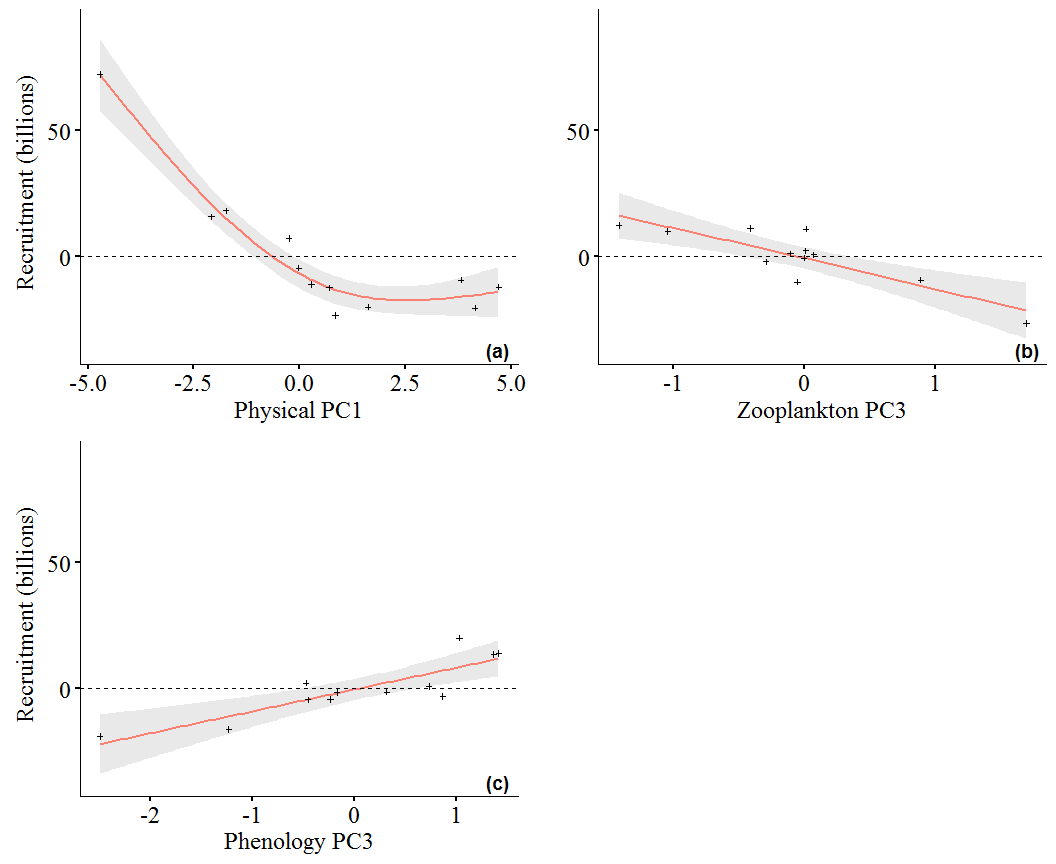 Recruitment (billions)
50
0
(a)
-5.0 -2.5 0.0 2.5 5.0
Physical PC1
50
0
(b)
-1 0 1
Zooplankton PC3
Recruitment (billions)
50
0
(c)
-2 -1 0 1
Phenology PC3